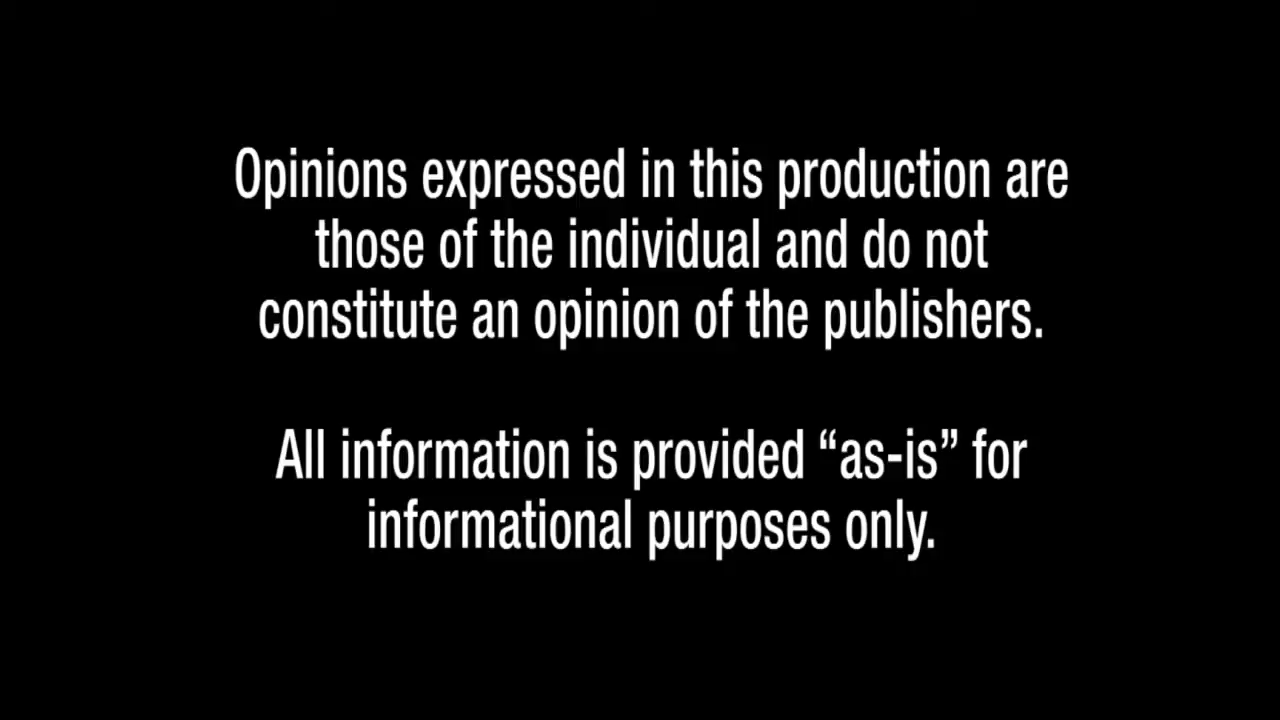 Opinions expressed in this production are
those of the individual and do not
constitute an opinion of the publishers.
All information is provided “as-is” for
informational purposes only.